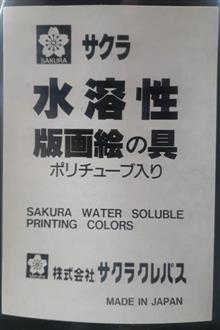 SAKURA
サクラ
水溶性
版画絵の具
ポリチューブ入り
SAKURA WATER SOLUBLE
PRINTING COLORS
株式会社サクラクレパス
MADE IN JAPAN